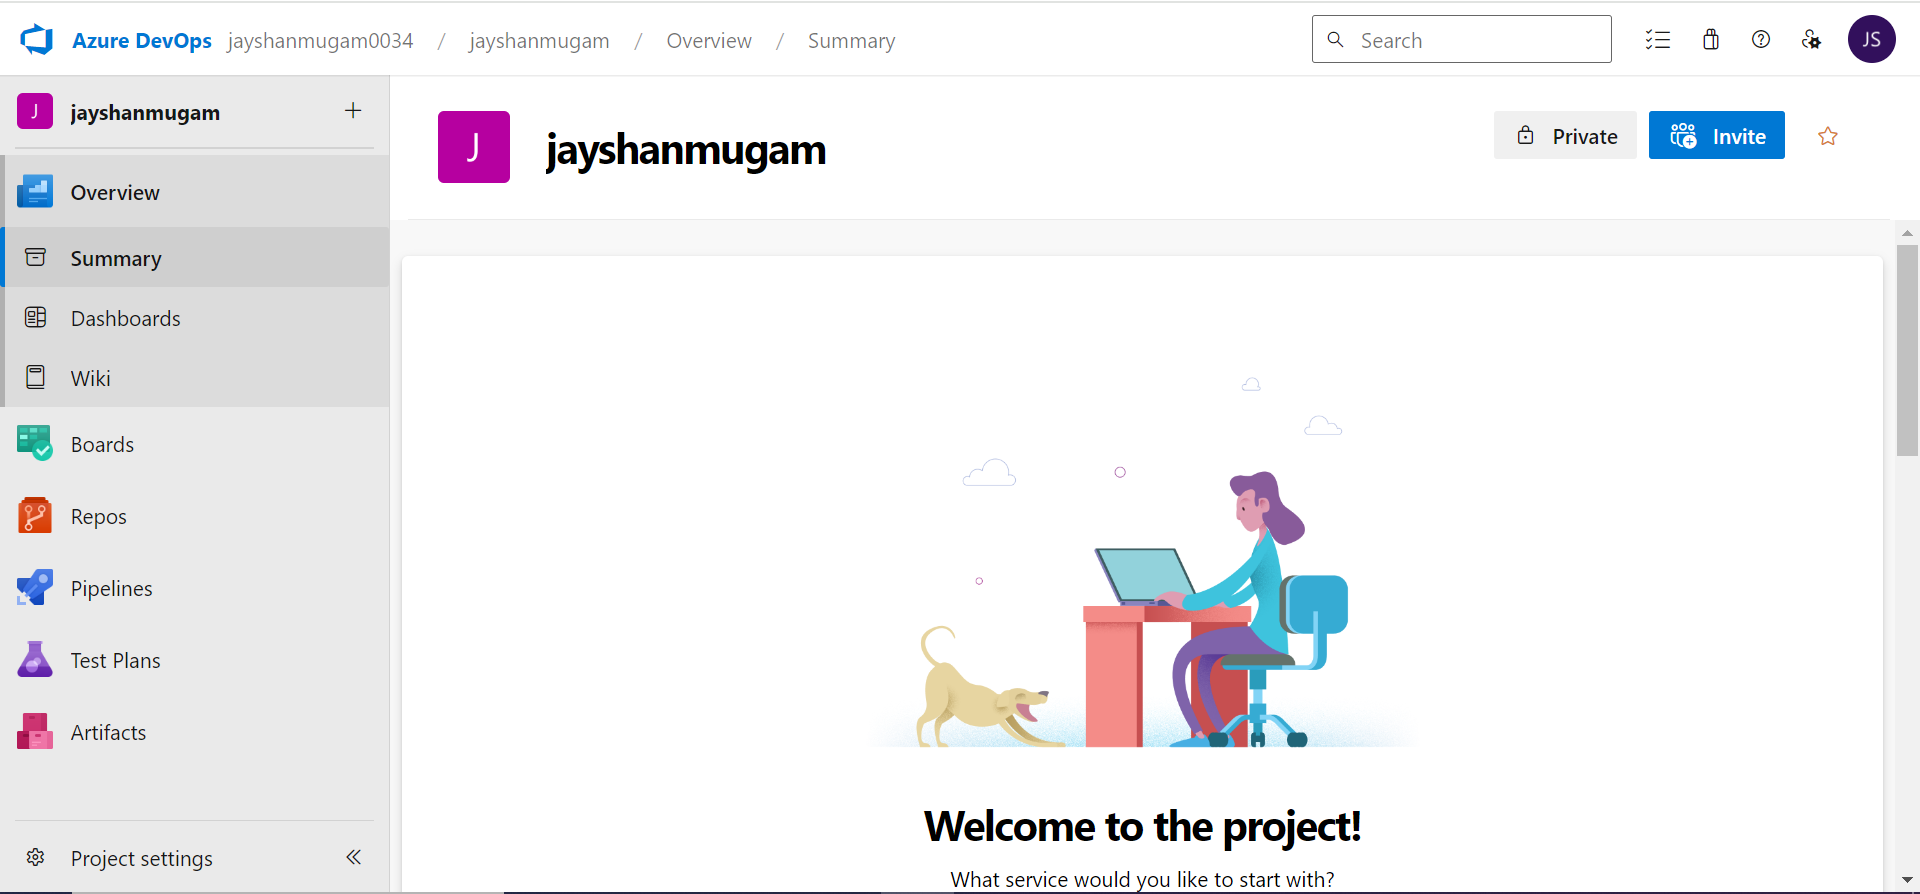 Azure DevOps jayshanmugam0034 / jayshanmugam / Overview / Summary
Search
JS
J jayshanmugam
Overview
Summary
Dashboards
Wiki
Boards
Repos
Pipelines
Test Plans
Artifacts
Project settings
J jayshanmugam
Private
Invite
Welcome to the project!
What service would you like to start with?